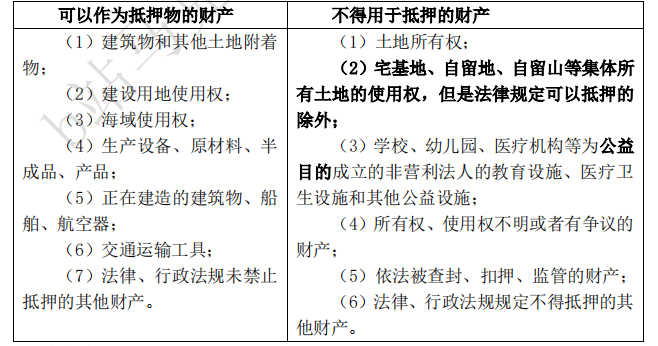 可以作为抵押物的财产
（1）建筑物和其他土地附着
物；
（2）建设用地使用权；
（3）海域使用权；
（4）生产设备、原材料、半
成品、产品；
（5）正在建造的建筑物、船
舶、航空器；
（6）交通运输工具；
（7）法律、行政法规未禁止
抵押的其他财产。
不得用于抵押的财产
（1）土地所有权；
（2）宅基地、自留地、自留山等集体所
有土地的使用权，但是法律规定可以抵押的
除外；
（3）学校、幼儿园、医疗机构等为公益
目的成立的非营利法人的教育设施、医疗卫
生设施和其他公益设施；
（4）所有权、使用权不明或者有争议的
财产；
（5）依法被查封、扣押、监管的财产；
（6）法律、行政法规规定不得抵押的其
他财产。